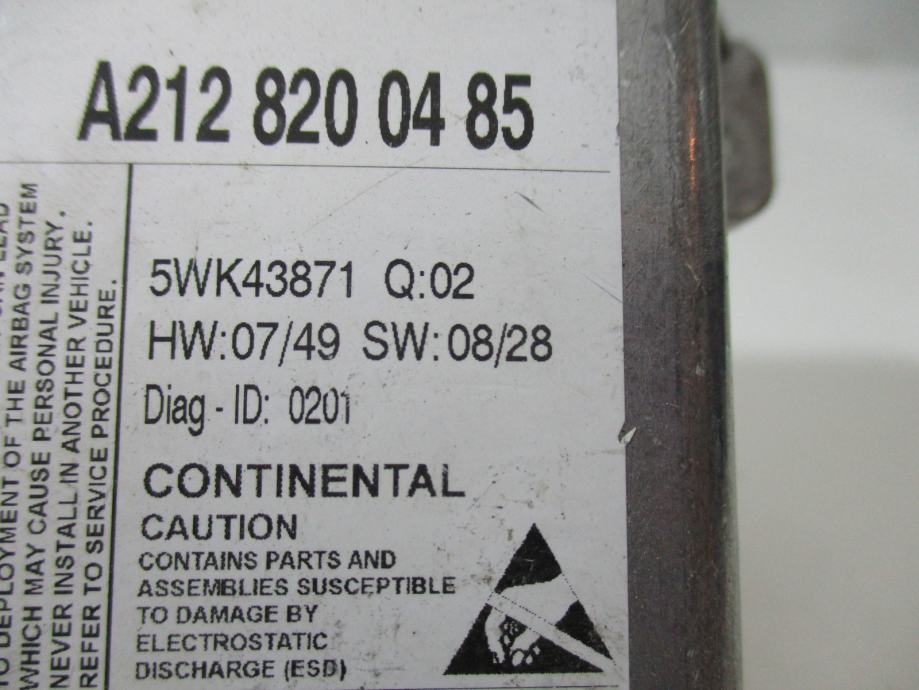 A212 820 04 85
5WK43871 Q:02
HW:07/49 SW:08/28
Diag - ID: 0201
CONTINENTAL
CAUTION
CONTAINS PARTS AND
ASSEMBLIES SUSCEPTIBLE
TO DAMAGE BY
ELECTROSTATIC
DISCHARGE (ESD)
TO DEPLOYMENT OF THE AIRBAG SYSTEM
WHICH MAY CAUSE PERSONAL INJURY.
NEVER INSTALL IN ANOTHER VEHICLE.
REFER TO SERVICE PROCEDURE.